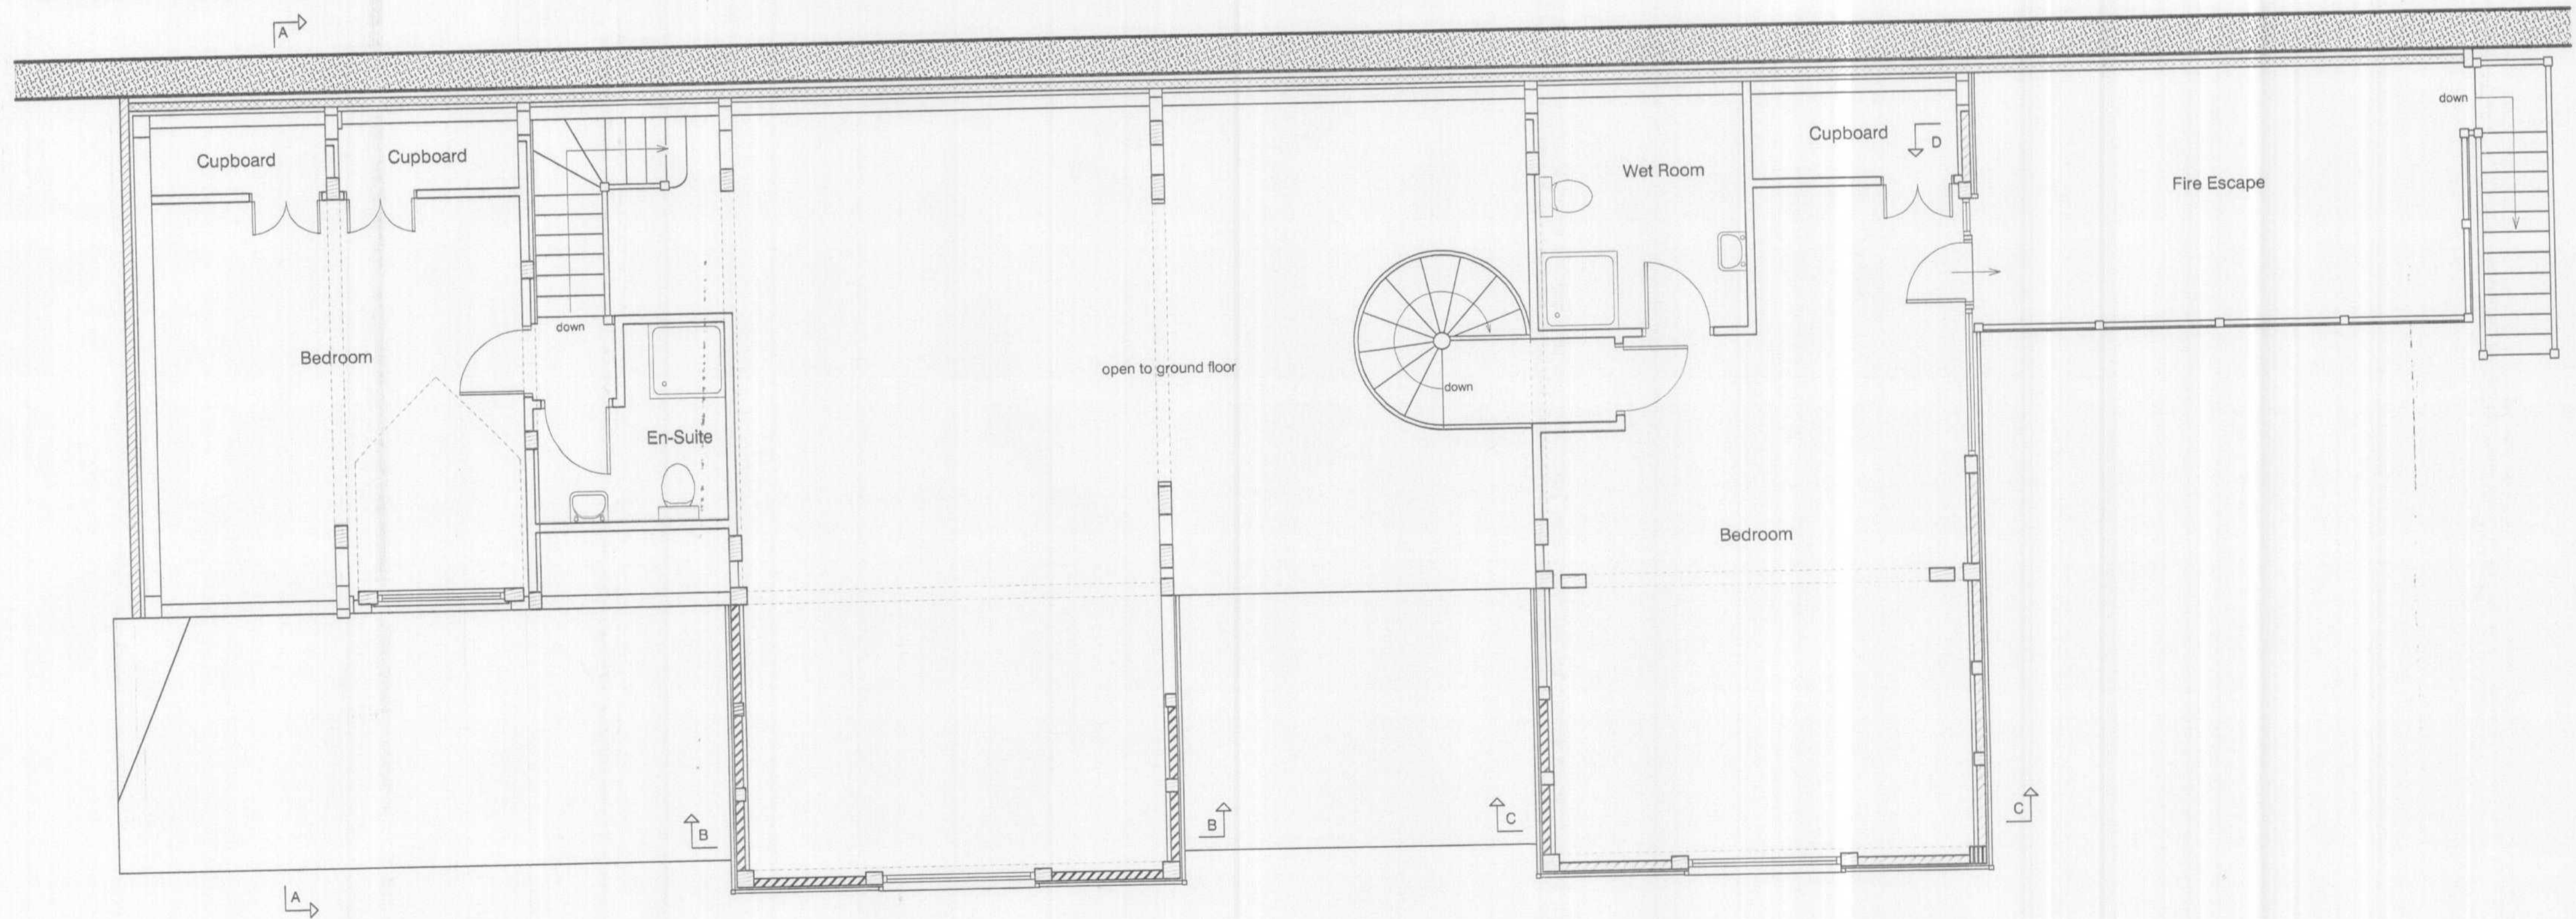 A
down
Cupboard
Cupboard
Cupboard
D
Wet Room
Fire Escape
down
Bedroom
open to ground floor
down
En-Suite
Bedroom
B
B
C
C
A